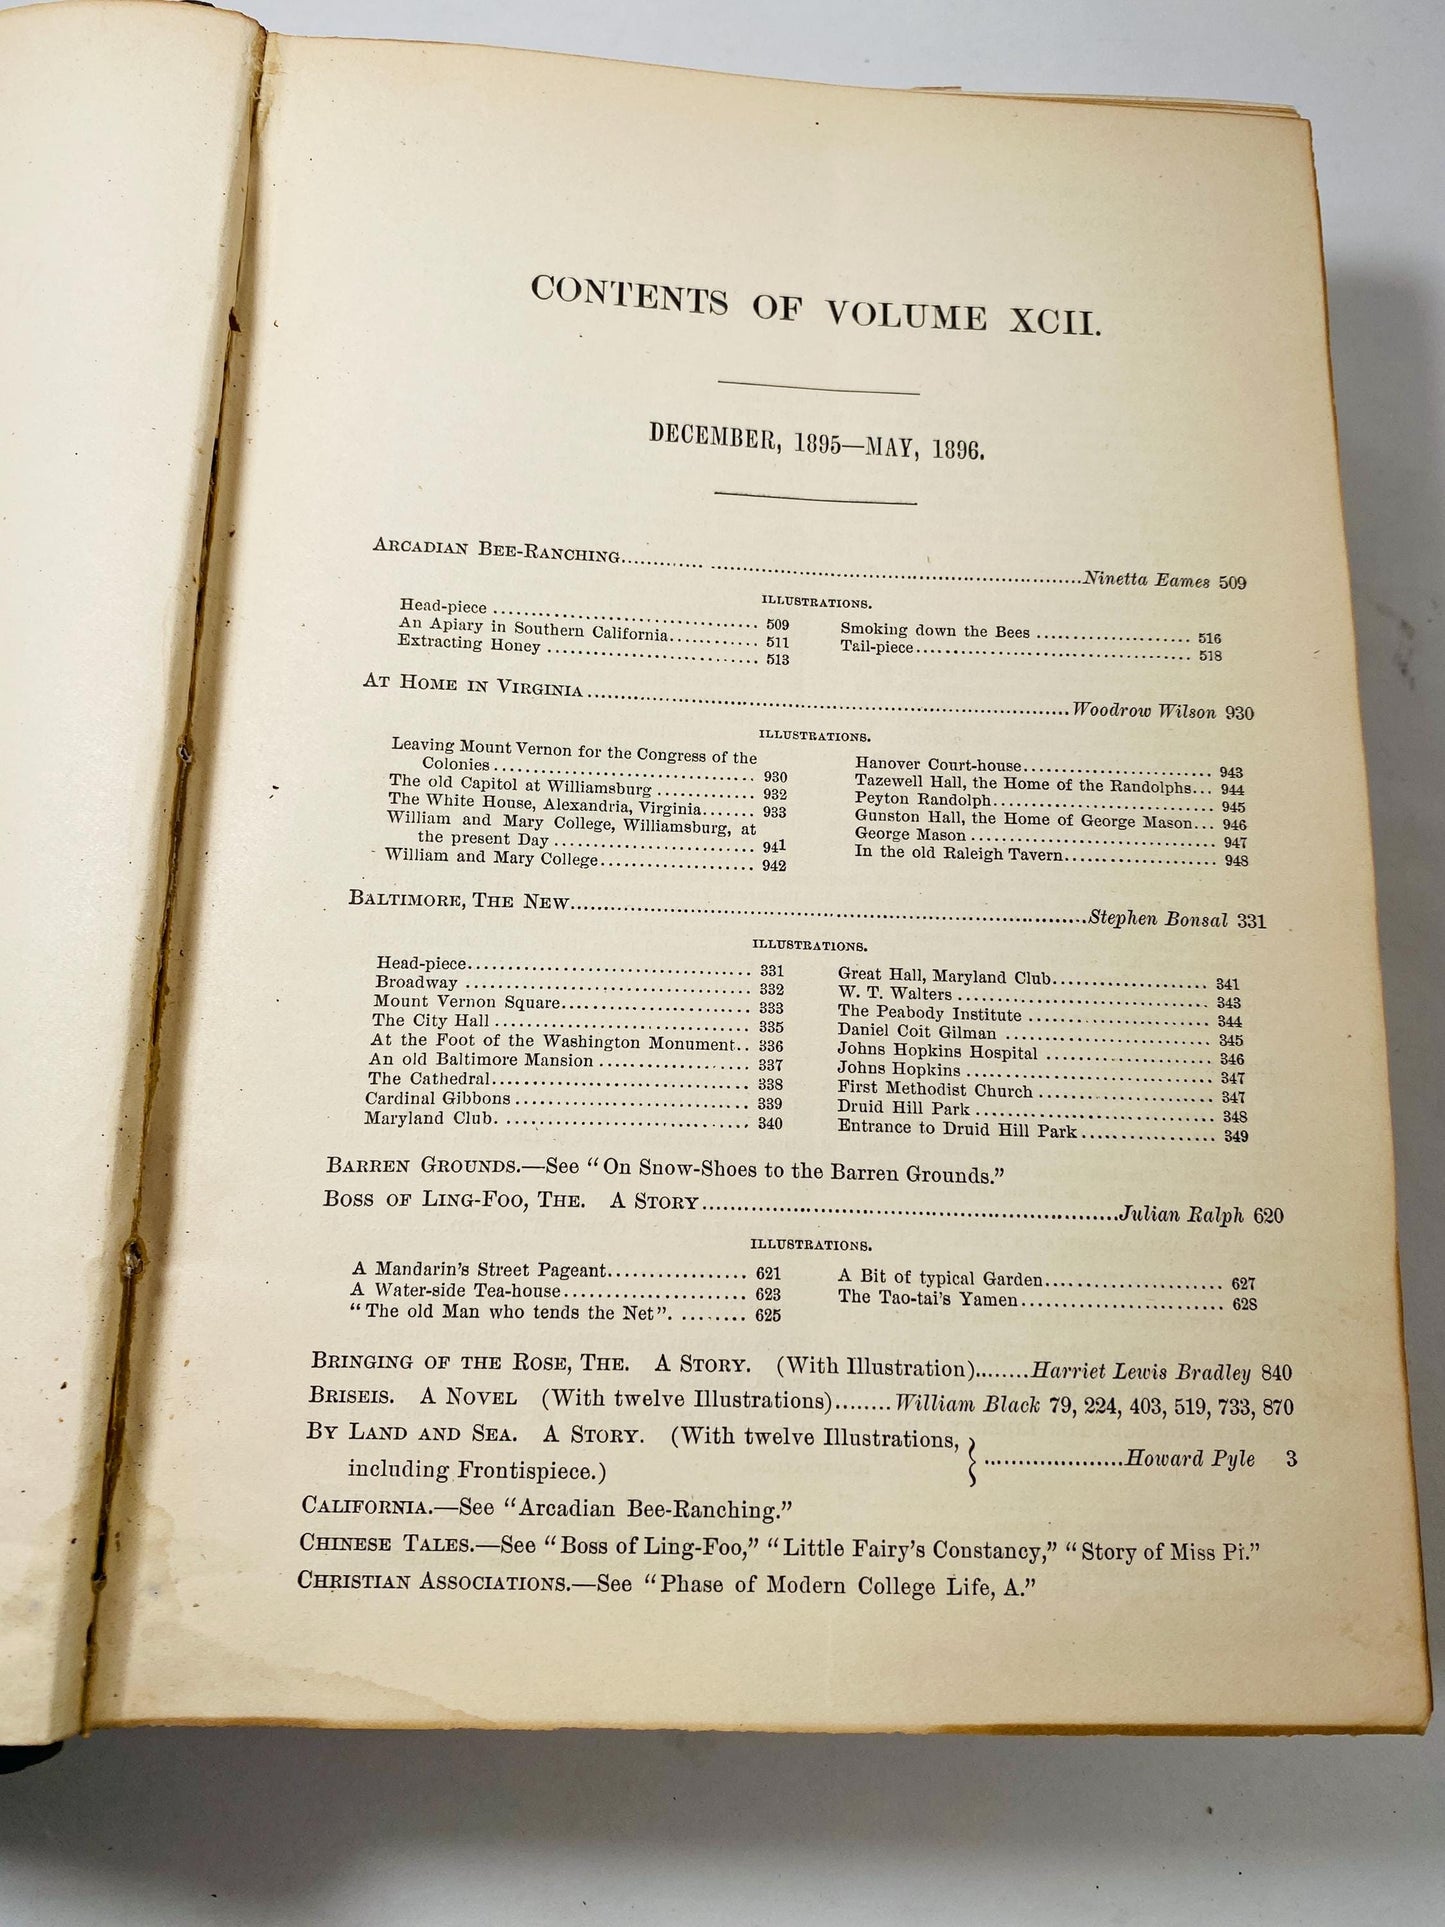 CONTENTS OF VOLUME XCII.
DECEMBER, 1895—MAY, 1896.
ARCADIAN BEE-RANCHING........................Ninetta Eames 509
ILLUSTRATIONS.
Head-piece ........................ 509
An Apiary in Southern California............ 511
Extracting Honey ........................ 513
Smoking down the Bees .................... 516
Tail-piece........................ 518
AT HOME IN VIRGINIA........................Woodrow Wilson 930
ILLUSTRATIONS.
Leaving Mount Vernon for the Congress of the
Colonies........................ 930
The old Capitol at Williamsburg ............ 932
The White House, Alexandria, Virginia....... 933
William and Mary College, Williamsburg, at
the present Day ........................ 941
William and Mary College.................... 942
Hanover Court-house........................ 943
Tazewell Hall, the Home of the Randolphs... 944
Peyton Randolph........................ 945
Gunston Hall, the Home of George Mason... 946
George Mason ........................ 947
In the old Raleigh Tavern.................... 948
BALTIMORE, THE NEW........................Stephen Bonsal 331
ILLUSTRATIONS.
Head-piece........................ 331
Broadway ........................ 332
Mount Vernon Square........................ 333
The City Hall ........................ 335
At the Foot of the Washington Monument.. 336
An old Baltimore Mansion .................... 337
The Cathedral........................ 338
Cardinal Gibbons........................ 339
Maryland Club. ........................ 340
Great Hall, Maryland Club.................... 341
W. T. Walters ........................ 343
The Peabody Institute ........................ 344
Daniel Coit Gilman ........................ 345
Johns Hopkins Hospital .................... 346
Johns Hopkins ........................ 347
First Methodist Church ..................... 347
Druid Hill Park ........................ 348
Entrance to Druid Hill Park................. 349
BARREN GROUNDS.—See “On Snow-Shoes to the Barren Grounds.”
BOSS OF LING-FOO, THE. A STORY........................Julian Ralph 620
ILLUSTRATIONS.
A Mandarin's Street Pageant................. 621
A Water-side Tea-house........................ 623
“The old Man who tends the Net”. ........ 625
A Bit of typical Garden........................ 627
The Tao-tai's Yamen........................ 628
BRINGING OF THE ROSE, THE. A STORY. (With Illustration)........Harriet Lewis Bradley 840
BRISEIS. A NOVEL (With twelve Illustrations)........William Black 79, 224, 403, 519, 733, 870
BY LAND AND SEA. A STORY. (With twelve Illustrations, } .....................Howard Pyle 3
including Frontispiece.)
CALIFORNIA.—See “Arcadian Bee-Ranching.”
CHINESE TALES.—See “Boss of Ling-Foo,” “Little Fairy's Constancy,” “Story of Miss Pi.”
CHRISTIAN ASSOCIATIONS.—See “Phase of Modern College Life, A.”